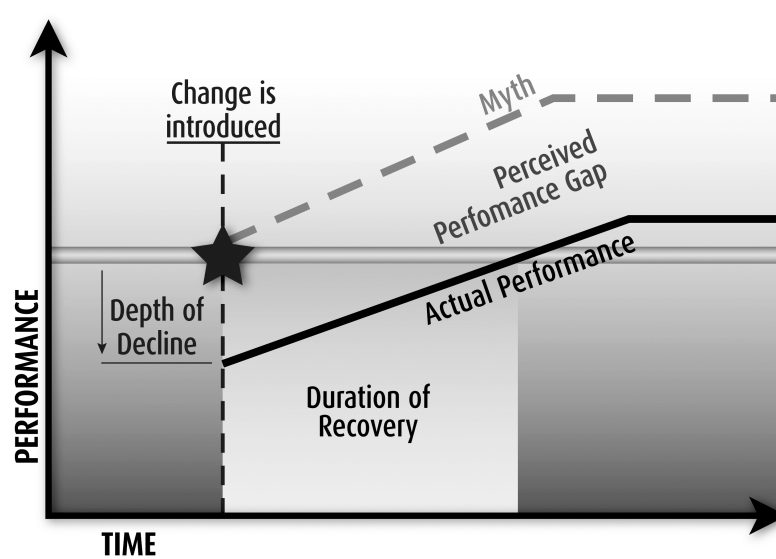 Change is
introduced
Myth
Perceived
Perfomance Gap
Actual Performance
Depth of
Decline
Duration of
Recovery
PERFORMANCE
TIME